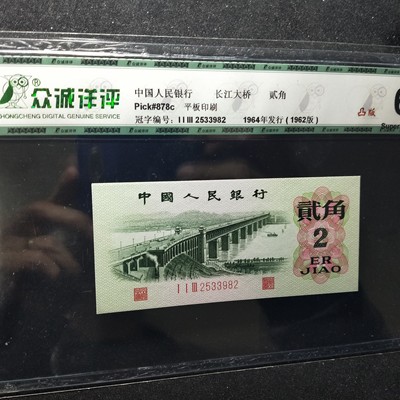 众诚详评®
ZHONGCHENG DIGITAL GENUINE SERVICE
中国人民银行 长江大桥 贰角
Pick#878c 平板印刷
冠字编号: I I III 2533982 1964年发行 (1962版)
凸版
Super
中國人民銀行
貳角
2
ER
JIAO
I I III 2533982